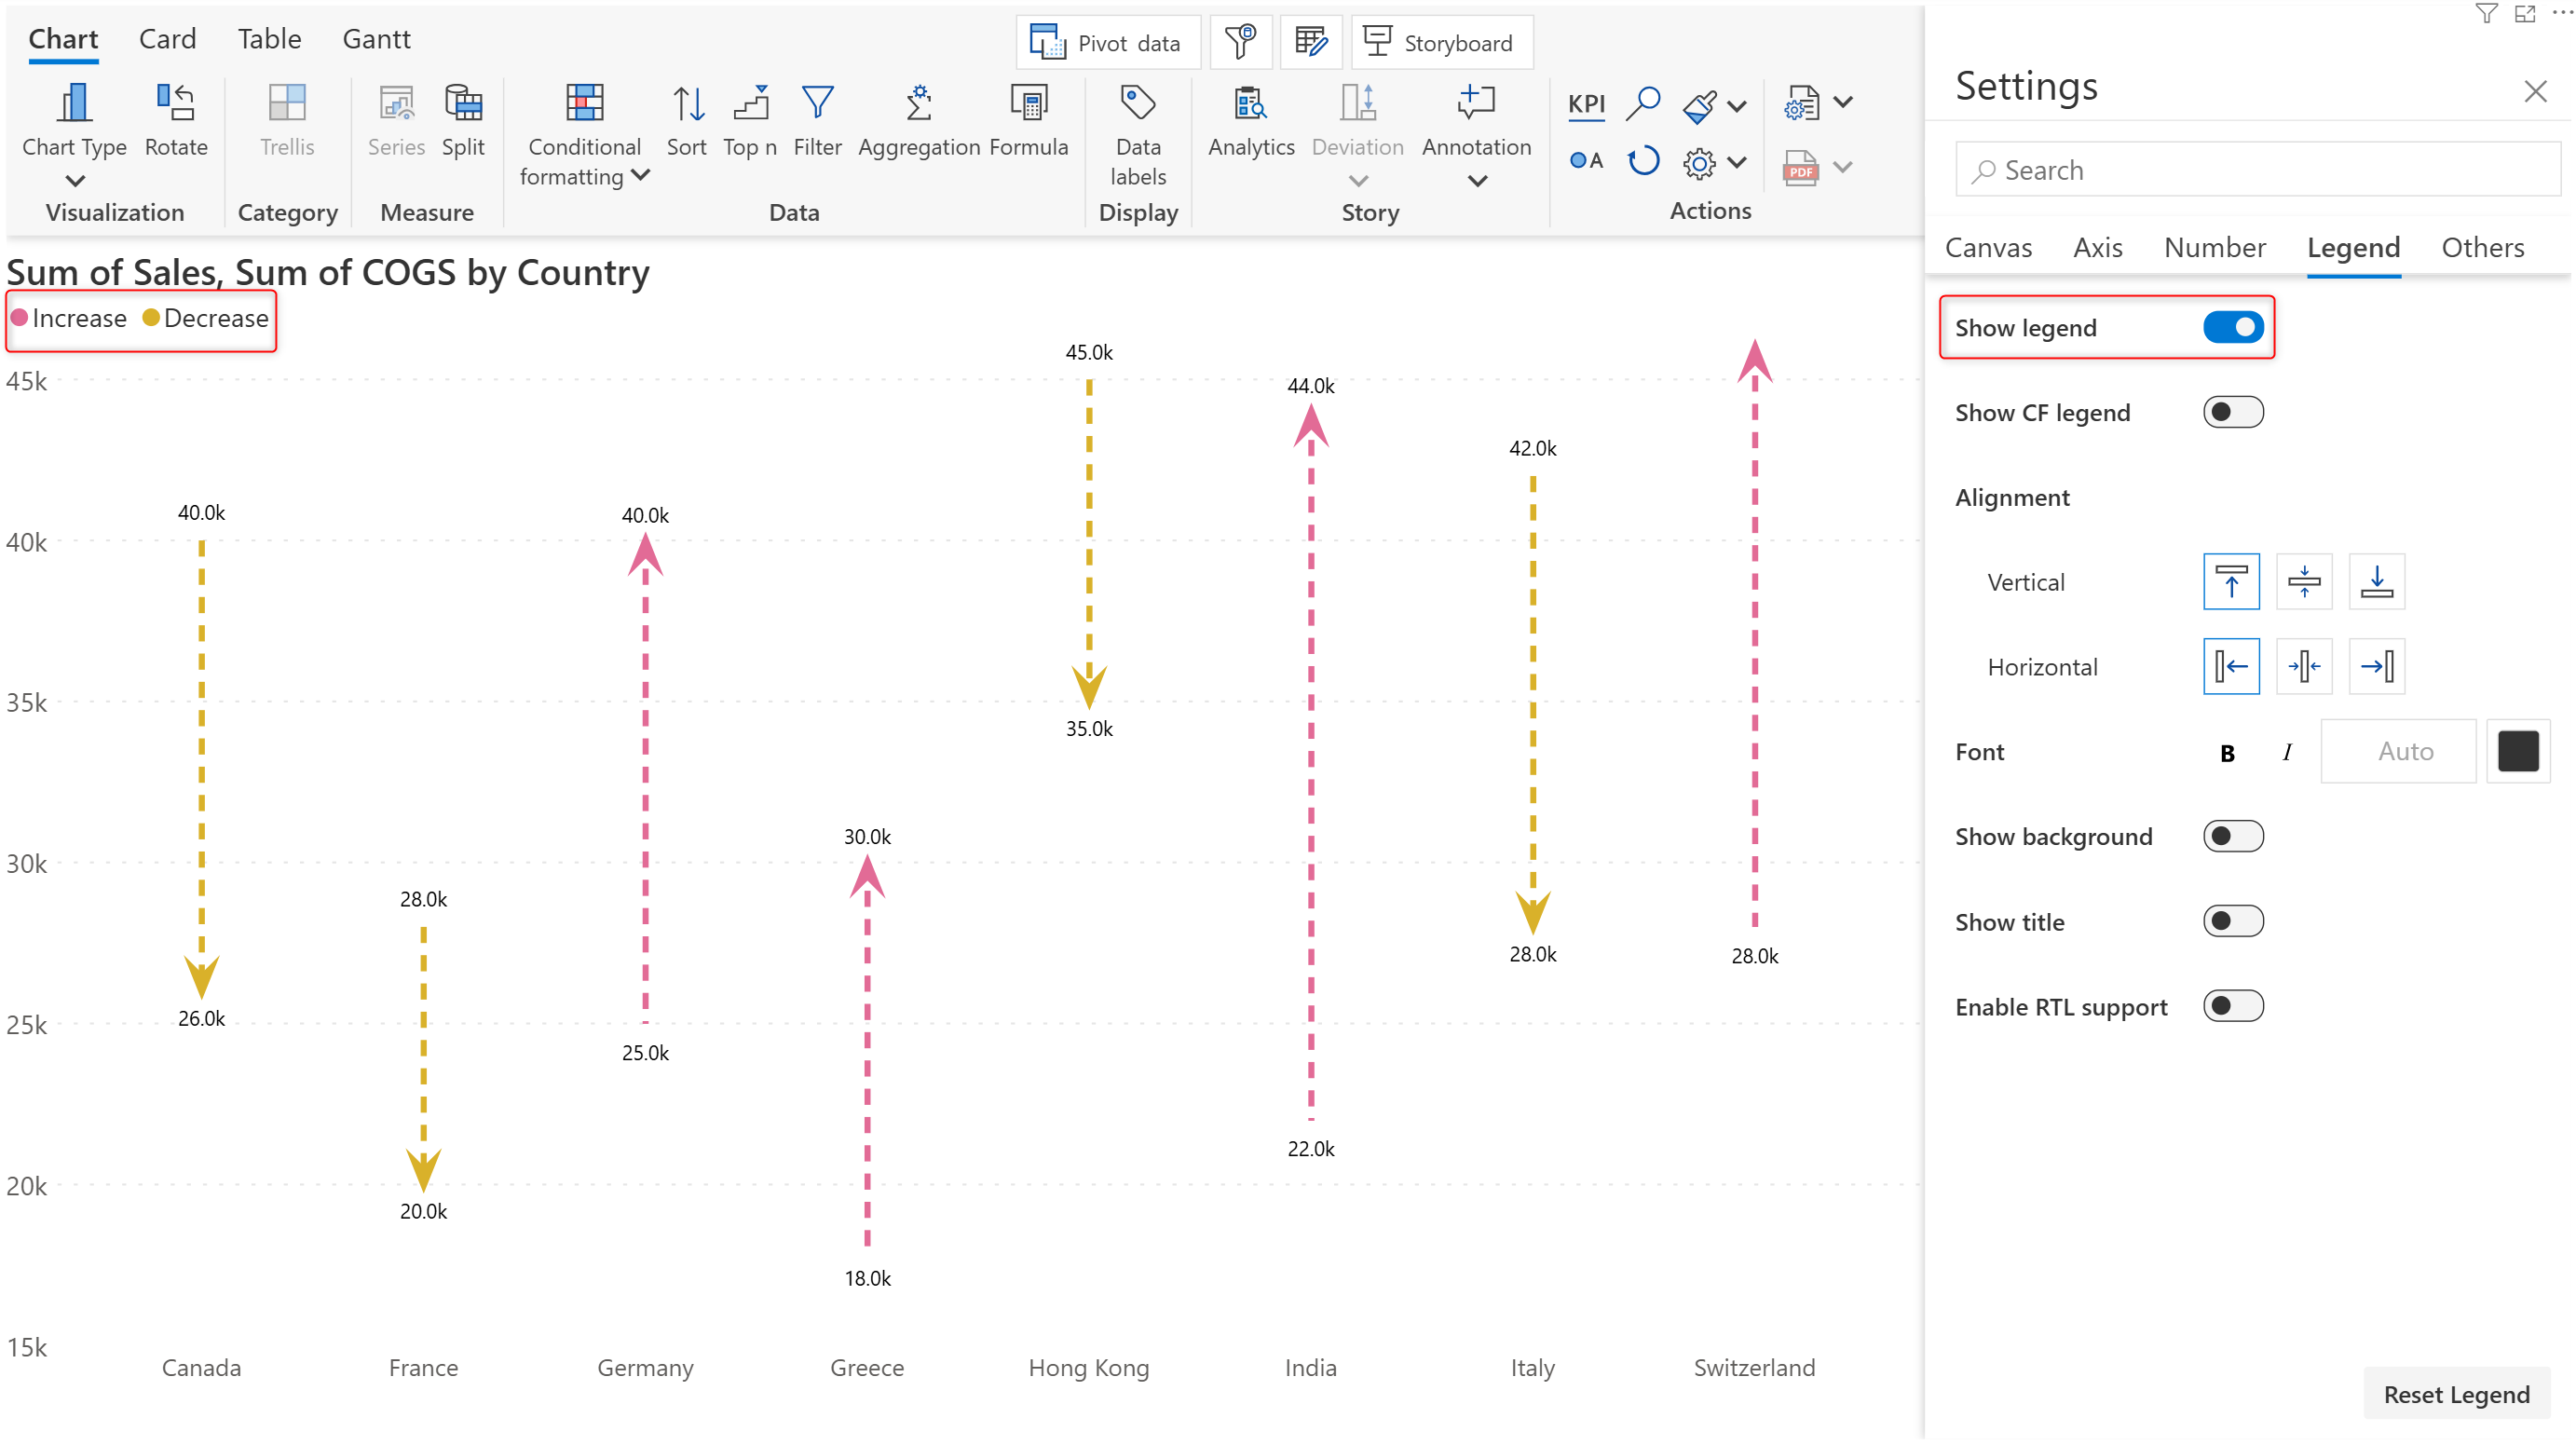 Chart Card Table Gantt
Pivot data
Storyboard
Chart Type
Rotate
Trellis
Series
Split
Conditional
formatting
Sort
Top n
Filter
Aggregation
Formula
Data
labels
Analytics
Deviation
Annotation
KPI
A
PDF
Visualization
Category
Measure
Data
Display
Story
Actions
Sum of Sales, Sum of COGS by Country
Increase Decrease
45k
40k
35k
30k
25k
20k
15k
40.0k
26.0k
28.0k
20.0k
40.0k
25.0k
30.0k
18.0k
45.0k
35.0k
44.0k
22.0k
42.0k
28.0k
28.0k
Canada France Germany Greece Hong Kong India Italy Switzerland
Settings
Search
Canvas Axis Number Legend Others
Show legend
Show CF legend
Alignment
Vertical
Horizontal
Font B I Auto
Show background
Show title
Enable RTL support
Reset Legend